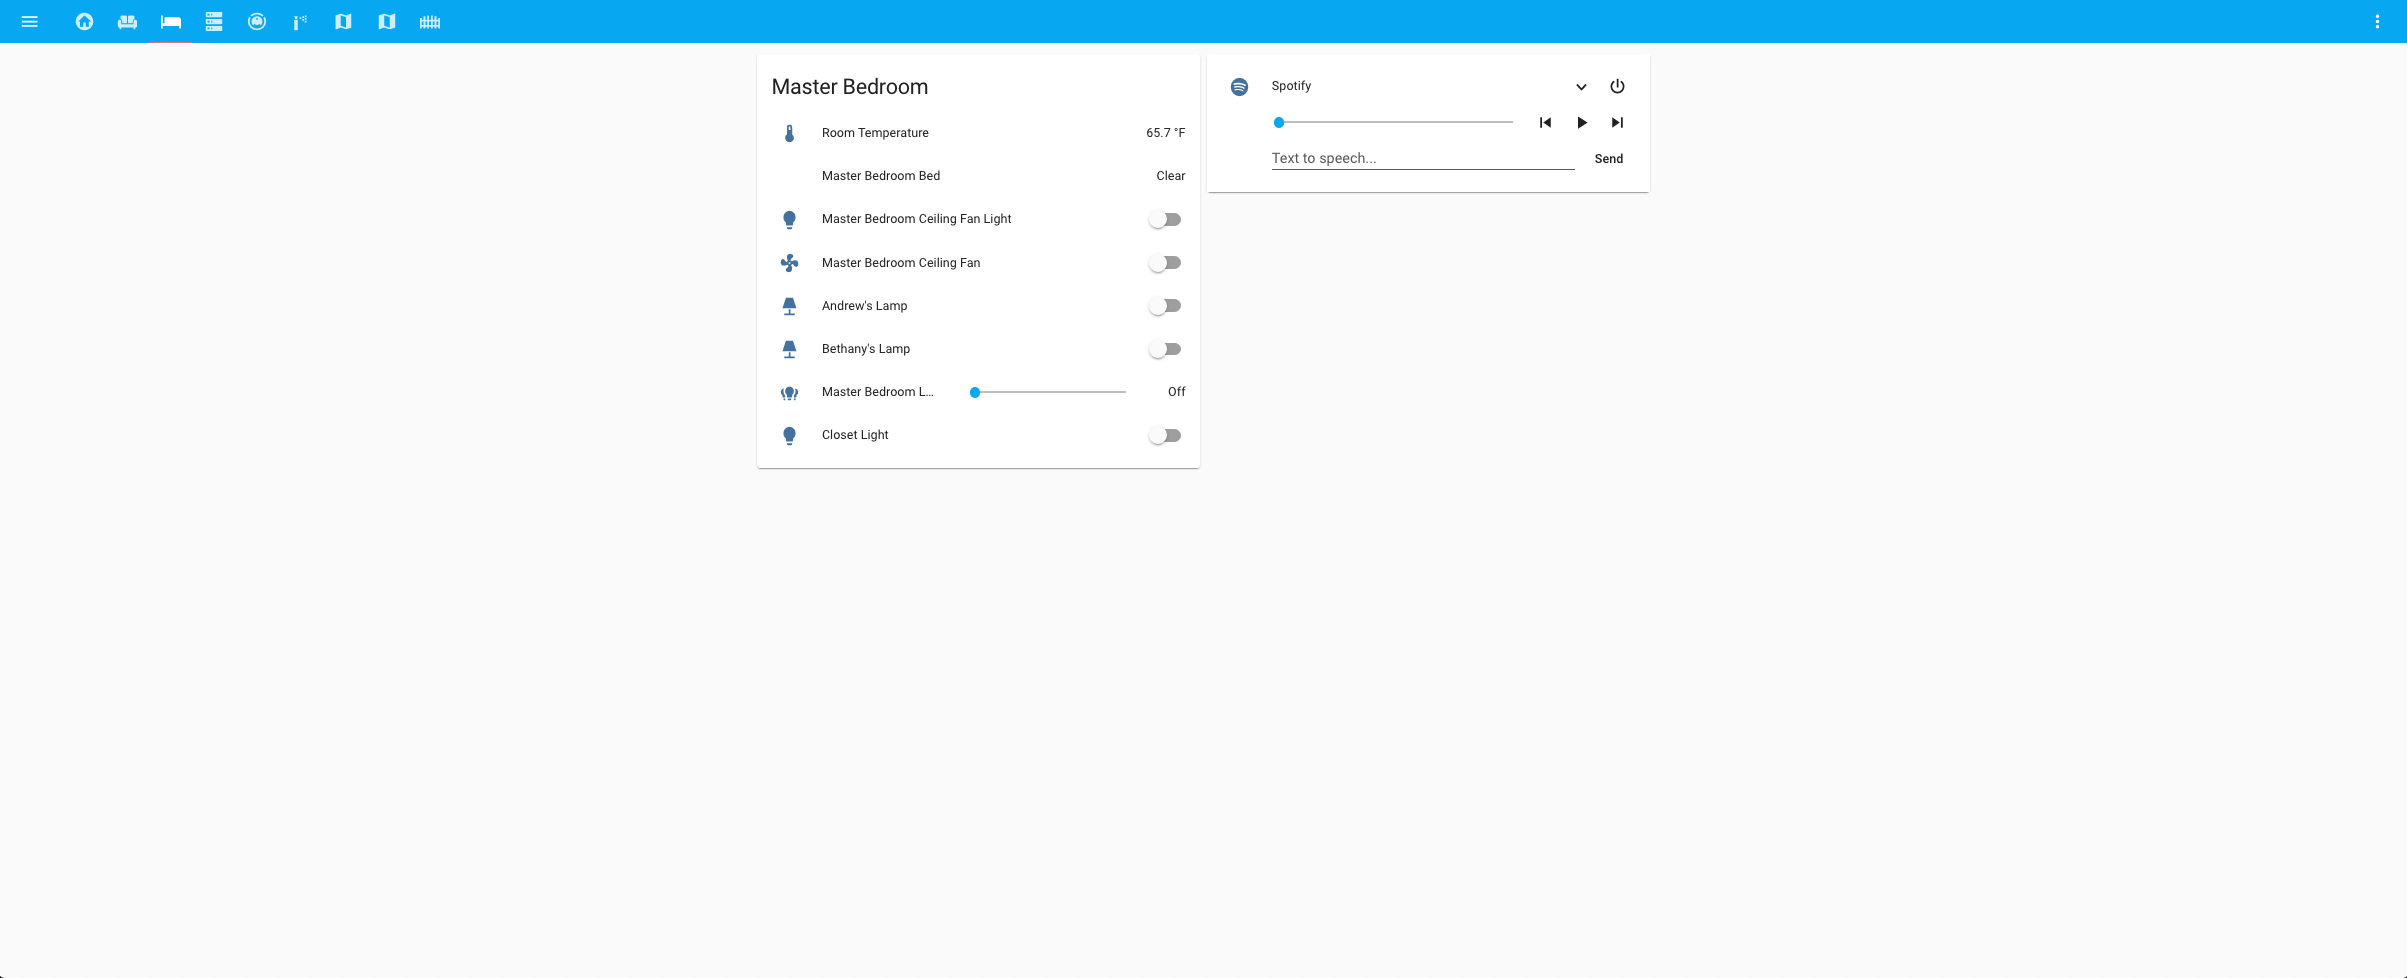 Master Bedroom
Room Temperature 65.7 °F
Master Bedroom Bed Clear
Master Bedroom Ceiling Fan Light
Master Bedroom Ceiling Fan
Andrew's Lamp
Bethany's Lamp
Master Bedroom L... Off
Closet Light
Spotify
Text to speech... Send